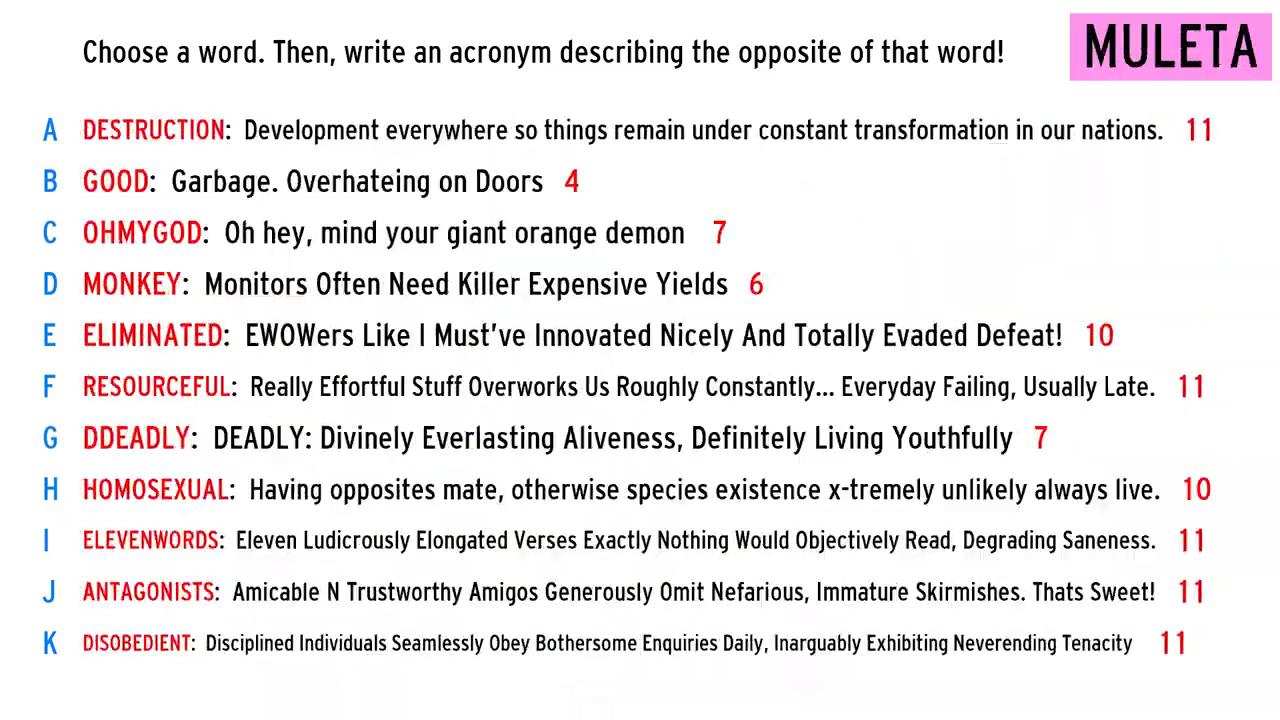 Choose a word. Then, write an acronym describing the opposite of that word!
MULETA
A DESTRUCTION: Development everywhere so things remain under constant transformation in our nations. 11
B GOOD: Garbage. Overhateing on Doors 4
C OHMYGOD: Oh hey, mind your giant orange demon 7
D MONKEY: Monitors Often Need Killer Expensive Yields 6
E ELIMINATED: EWOWers Like I Must've Innovated Nicely And Totally Evaded Defeat! 10
F RESOURCEFUL: Really Effortful Stuff Overworks Us Roughly Constantly... Everyday Failing, Usually Late. 11
G DDEADLY: DEADLY: Divinely Everlasting Aliveness, Definitely Living Youthfully 7
H HOMOSEXUAL: Having opposites mate, otherwise species existence x-tremely unlikely always live. 10
I ELEVENWORDS: Eleven Ludicrously Elongated Verses Exactly Nothing Would Objectively Read, Degrading Saneness. 11
J ANTAGONISTS: Amicable N Trustworthy Amigos Generously Omit Nefarious, Immature Skirmishes. Thats Sweet! 11
K DISOBEDIENT: Disciplined Individuals Seamlessly Obey Bothersome Enquiries Daily, Inarguably Exhibiting Neverending Tenacity 11